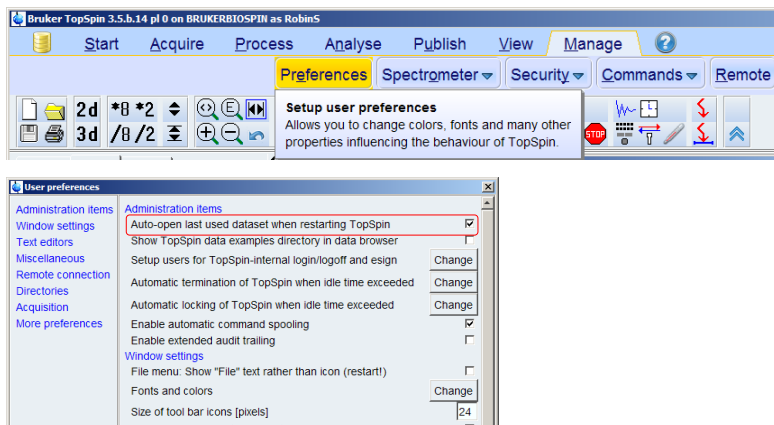 Bruker TopSpin 3.5.b.14 pl 0 on BRUKERBIOSPIN as RobinS
Start Acquire Process Analyse Publish View Manage ?
Preferences Spectrometer Security Commands Remote
2d *8 *2 E
3d /8 /2
Setup user preferences
Allows you to change colors, fonts and many other
properties influencing the behaviour of TopSpin.
STOP
User preferences
Administration items
Window settings
Text editors
Miscellaneous
Remote connection
Directories
Acquisition
More preferences
Administration items
Auto-open last used dataset when restarting TopSpin
Show TopSpin data examples directory in data browser
Setup users for TopSpin-internal login/logoff and esign Change
Automatic termination of TopSpin when idle time exceeded Change
Automatic locking of TopSpin when idle time exceeded Change
Enable automatic command spooling
Enable extended audit trailing
Window settings
File menu: Show "File" text rather than icon (restart!)
Fonts and colors Change
Size of tool bar icons [pixels] 24